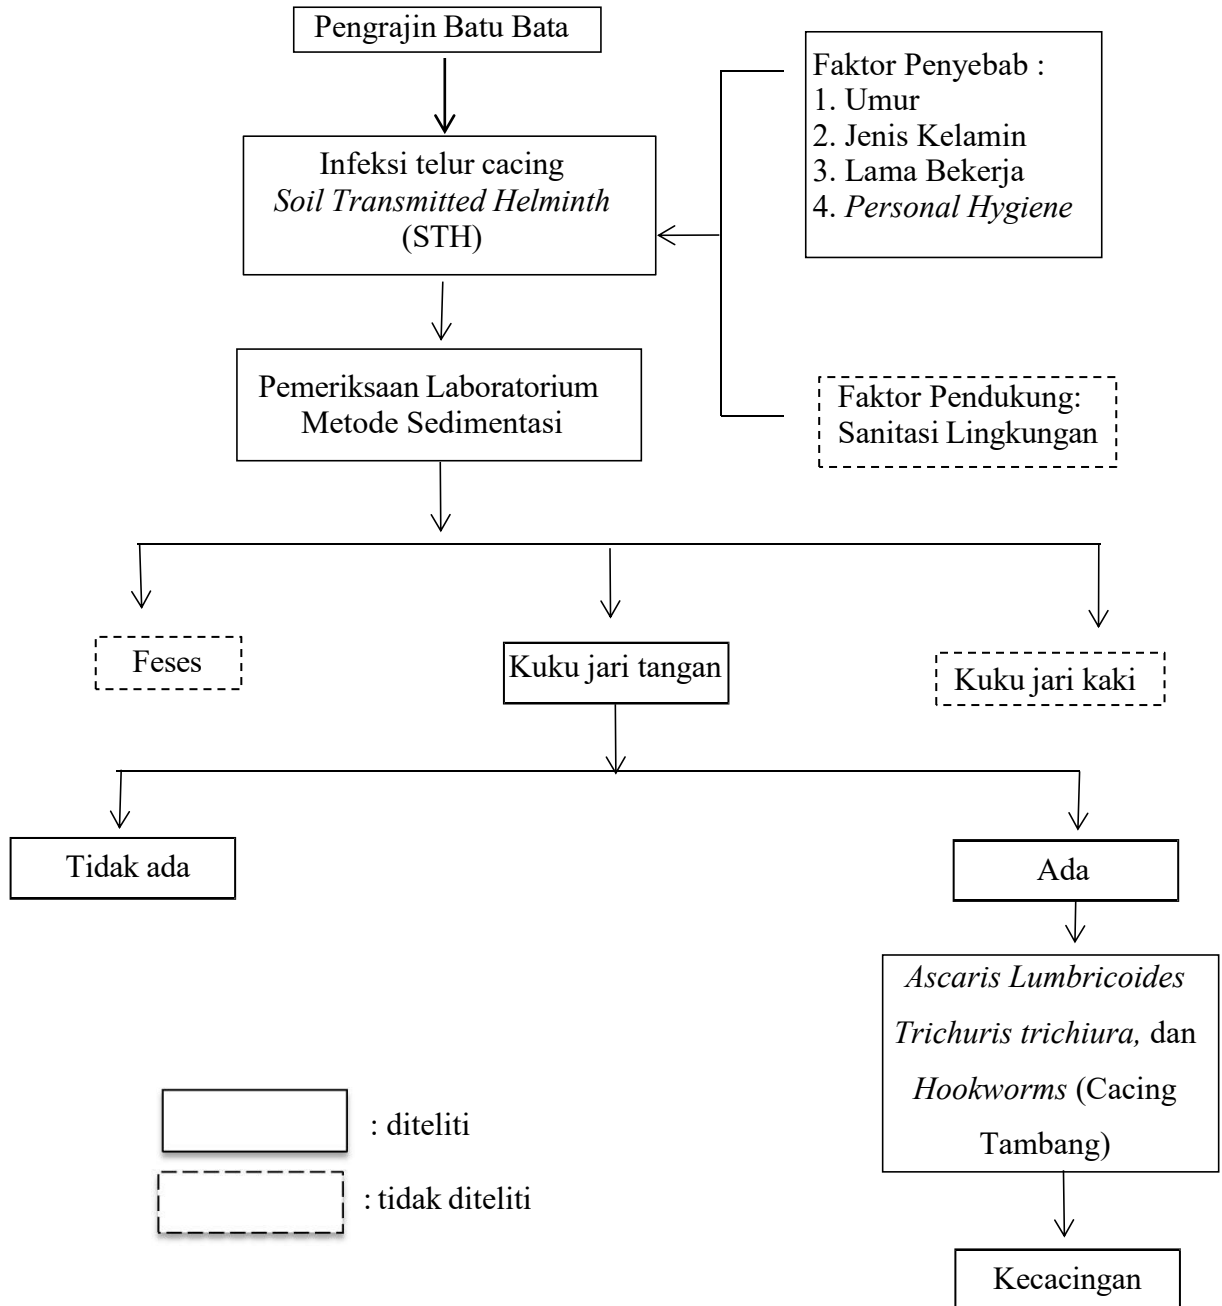 Pengrajin Batu Bata
Faktor Penyebab :
1. Umur
2. Jenis Kelamin
3. Lama Bekerja
4. Personal Hygiene
Infeksi telur cacing
Soil Transmitted Helminth
(STH)
Pemeriksaan Laboratorium
Metode Sedimentasi
Faktor Pendukung:
Sanitasi Lingkungan
Feses
Kuku jari tangan
Kuku jari kaki
Tidak ada
Ada
Ascaris Lumbricoides
Trichuris trichiura, dan
Hookworms (Cacing
Tambang)
: diteliti
: tidak diteliti
Kecacingan